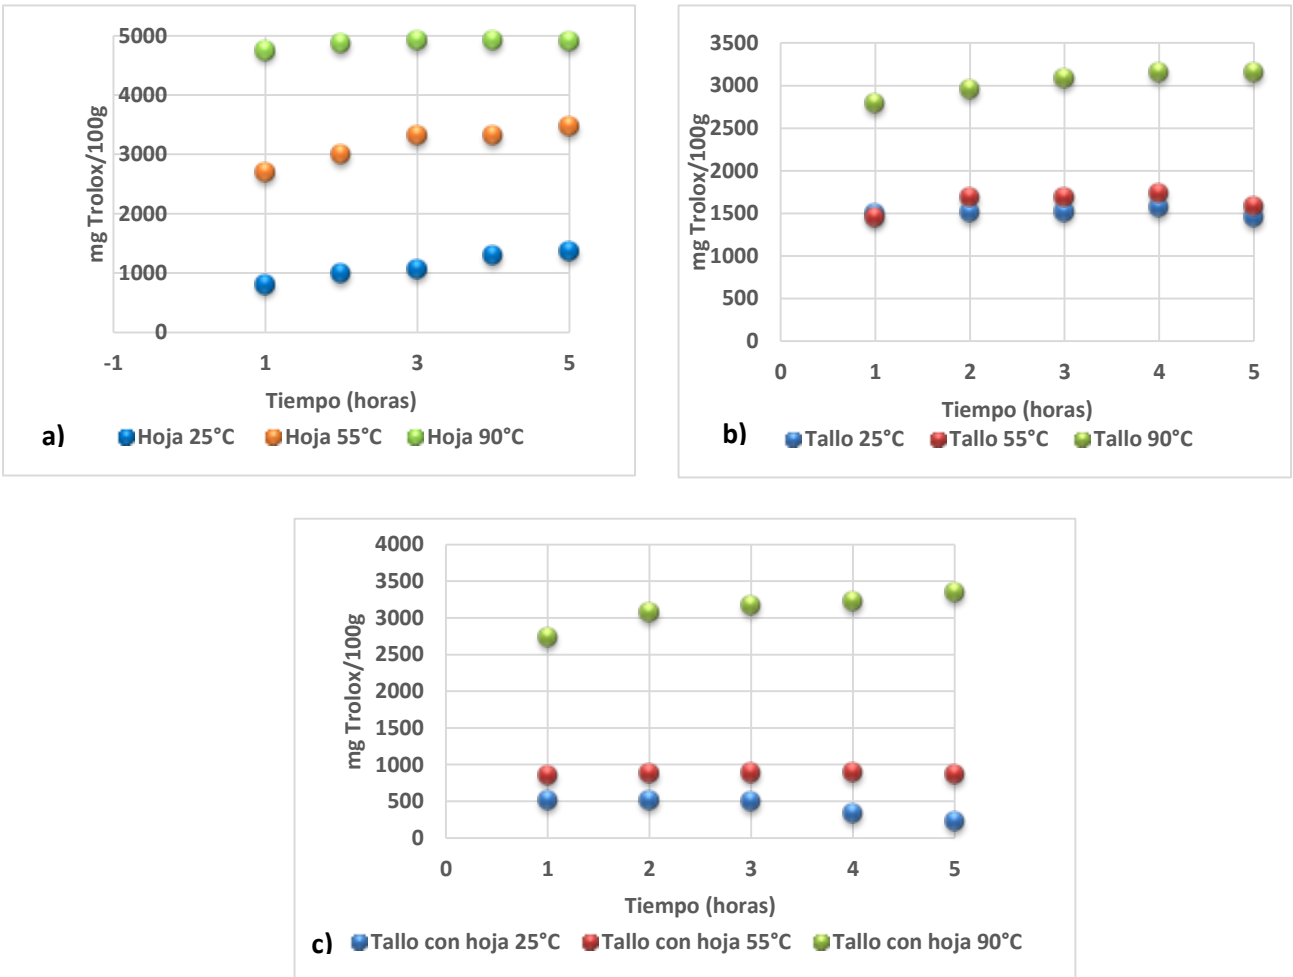 mg Trolox/100g
5000
4000
3000
2000
1000
0
-1 1 3 5
Tiempo (horas)
a) Hoja 25°C Hoja 55°C Hoja 90°C
mg Trolox/100g
3500
3000
2500
2000
1500
1000
500
0
0 1 2 3 4 5
Tiempo (horas)
b) Tallo 25°C Tallo 55°C Tallo 90°C
mg Trolox/100g
4000
3500
3000
2500
2000
1500
1000
500
0
0 1 2 3 4 5
Tiempo (horas)
c) Tallo con hoja 25°C Tallo con hoja 55°C Tallo con hoja 90°C